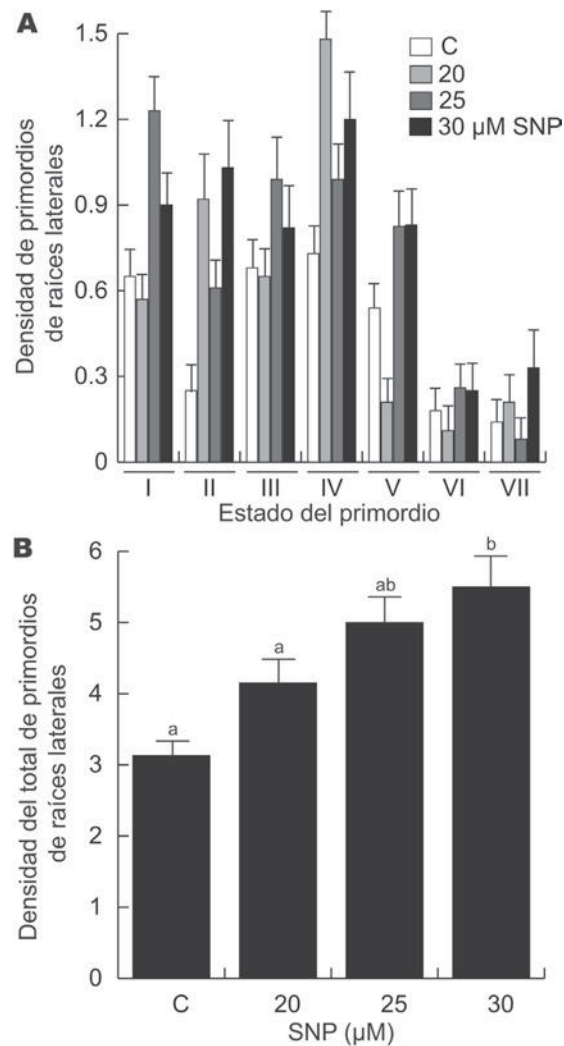 A
Densidad de primordios
de raíces laterales
1.5
1.2
0.9
0.6
0.3
0
C
20
25
30 µM SNP
I II III IV V VI VII
Estado del primordio
B
Densidad del total de primordios
de raíces laterales
6
5
4
3
2
1
0
a
a
ab
b
C 20 25 30
SNP (µM)